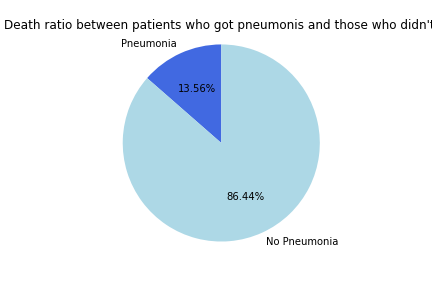 Death ratio between patients who got pneumonis and those who didn't
Pneumonia
13.56%
86.44%
No Pneumonia